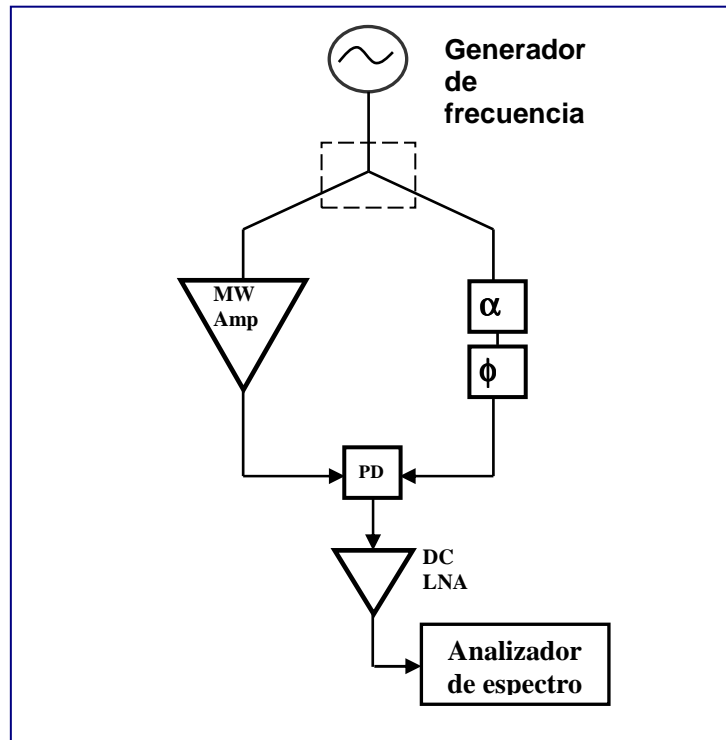 Generador
de
frecuencia
MW
Amp
α
ϕ
PD
DC
LNA
Analizador
de espectro